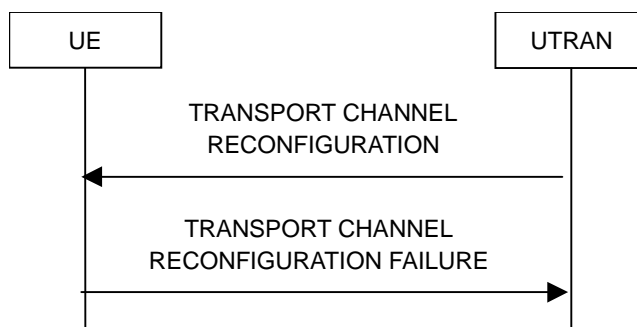 UE
UTRAN
TRANSPORT CHANNEL
RECONFIGURATION
TRANSPORT CHANNEL
RECONFIGURATION FAILURE